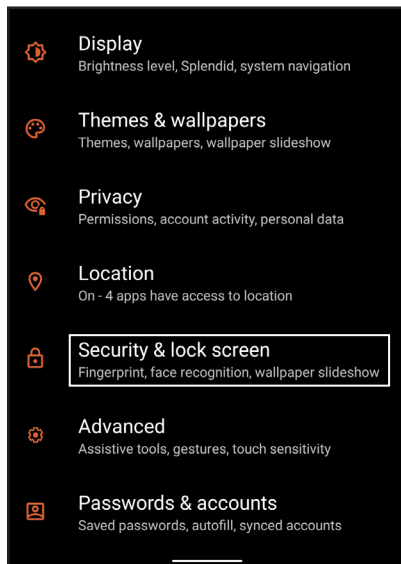 Display
Brightness level, Splendid, system navigation
Themes & wallpapers
Themes, wallpapers, wallpaper slideshow
Privacy
Permissions, account activity, personal data
Location
On - 4 apps have access to location
Security & lock screen
Fingerprint, face recognition, wallpaper slideshow
Advanced
Assistive tools, gestures, touch sensitivity
Passwords & accounts
Saved passwords, autofill, synced accounts